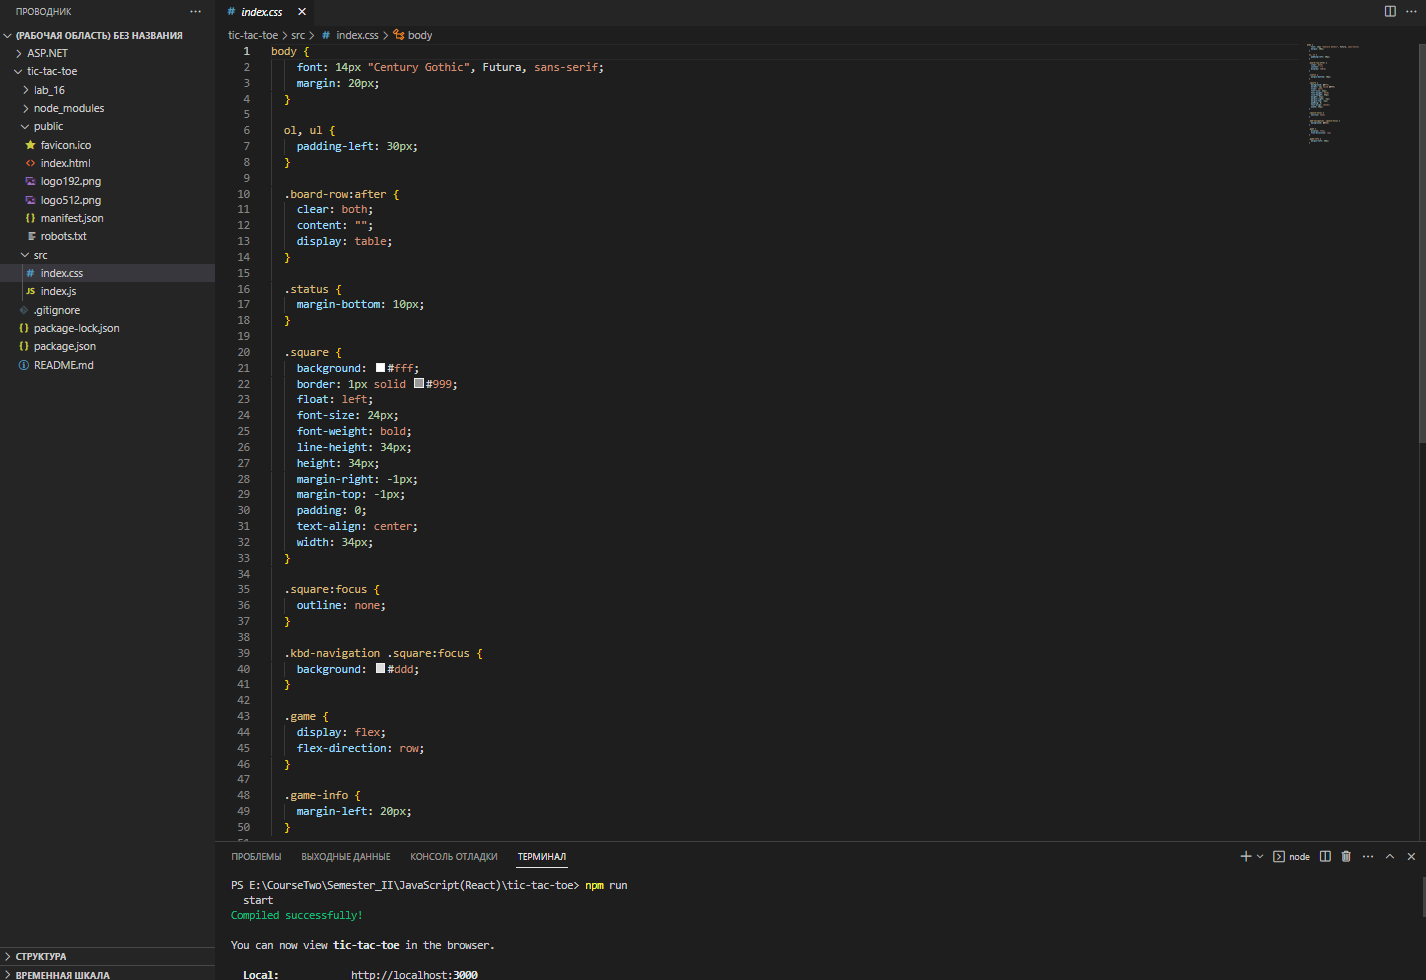 ПРОВОДНИК
(РАБОЧАЯ ОБЛАСТЬ) БЕЗ НАЗВАНИЯ
ASP.NET
tic-tac-toe
lab_16
node_modules
public
favicon.ico
index.html
logo192.png
logo512.png
manifest.json
robots.txt
src
index.css
JS index.js
.gitignore
package-lock.json
package.json
README.md
СТРУКТУРА
ВРЕМЕННАЯ ШКАЛА
# index.css
tic-tac-toe > src > # index.css > body
1 body {
2 font: 14px "Century Gothic", Futura, sans-serif;
3 margin: 20px;
4 }
5
6 ol, ul {
7 padding-left: 30px;
8 }
9
10 .board-row:after {
11 clear: both;
12 content: "";
13 display: table;
14 }
15
16 .status {
17 margin-bottom: 10px;
18 }
19
20 .square {
21 background: #fff;
22 border: 1px solid #999;
23 float: left;
24 font-size: 24px;
25 font-weight: bold;
26 line-height: 34px;
27 height: 34px;
28 margin-right: -1px;
29 margin-top: -1px;
30 padding: 0;
31 text-align: center;
32 width: 34px;
33 }
34
35 .square:focus {
36 outline: none;
37 }
38
39 .kbd-navigation .square:focus {
40 background: #ddd;
41 }
42
43 .game {
44 display: flex;
45 flex-direction: row;
46 }
47
48 .game-info {
49 margin-left: 20px;
50 }
ПРОБЛЕМЫ ВЫХОДНЫЕ ДАННЫЕ КОНСОЛЬ ОТЛАДКИ ТЕРМИНАЛ node
PS E:\CourseTwo\Semester_II\JavaScript(React)\tic-tac-toe> npm run
start
Compiled successfully!
You can now view tic-tac-toe in the browser.
Local: http://localhost:3000